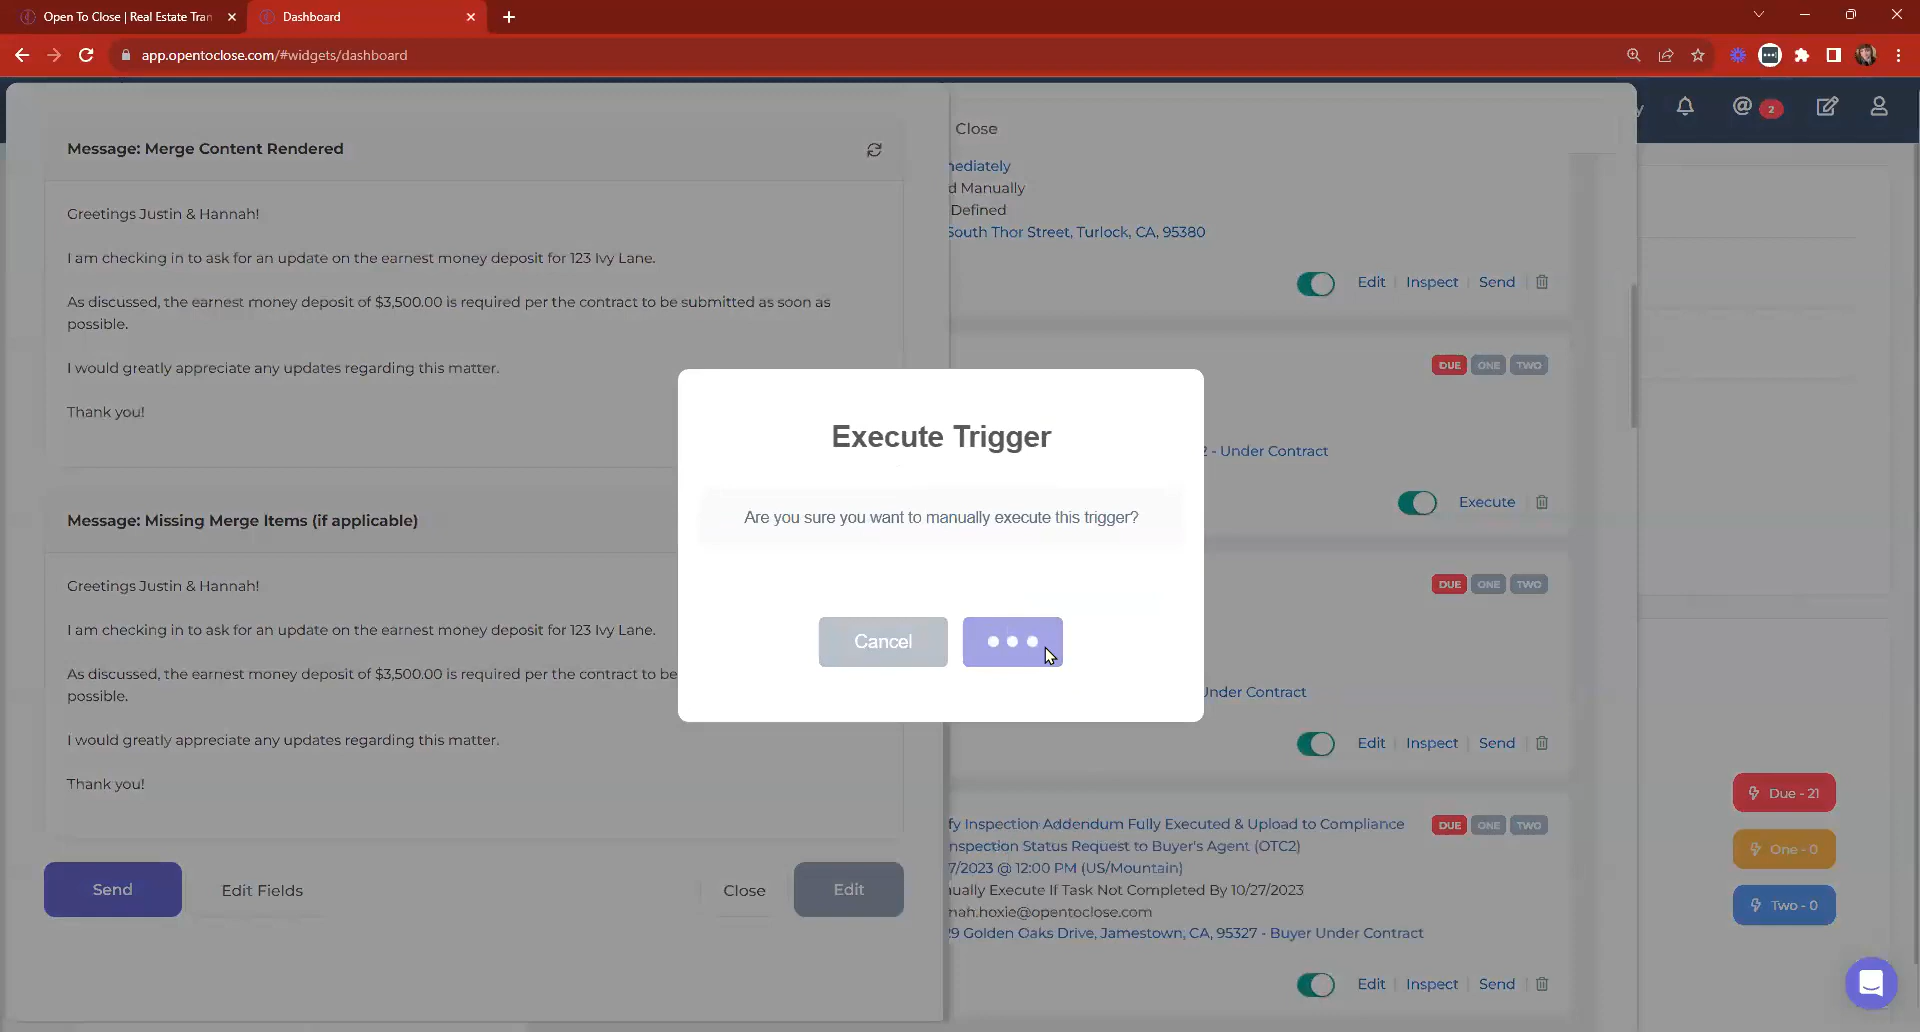 Open To Close | Real Estate Tran
Dashboard
app.opentoclose.com/#widgets/dashboard
2
Message: Merge Content Rendered
Greetings Justin & Hannah!
I am checking in to ask for an update on the earnest money deposit for 123 Ivy Lane.
As discussed, the earnest money deposit of $3,500.00 is required per the contract to be submitted as soon as
possible.
I would greatly appreciate any updates regarding this matter.
Thank you!
Message: Missing Merge Items (if applicable)
Greetings Justin & Hannah!
I am checking in to ask for an update on the earnest money deposit for 123 Ivy Lane.
As discussed, the earnest money deposit of $3,500.00 is required per the contract to be
possible.
I would greatly appreciate any updates regarding this matter.
Thank you!
Send
Edit Fields
Close
Edit
Execute Trigger
Are you sure you want to manually execute this trigger?
Cancel
Close
mediately
d Manually
Defined
South Thor Street, Turlock, CA, 95380
Edit Inspect Send
DUE ONE TWO
2 - Under Contract
Execute
DUE ONE TWO
Under Contract
Edit Inspect Send
fy Inspection Addendum Fully Executed & Upload to Compliance
DUE ONE TWO
nspection Status Request to Buyer's Agent (OTC2)
7/2023 @ 12:00 PM (US/Mountain)
ually Execute If Task Not Completed By 10/27/2023
nah.hoxie@opentoclose.com
9 Golden Oaks Drive, Jamestown, CA, 95327 - Buyer Under Contract
Edit Inspect Send
Due - 21
One - 0
Two - 0